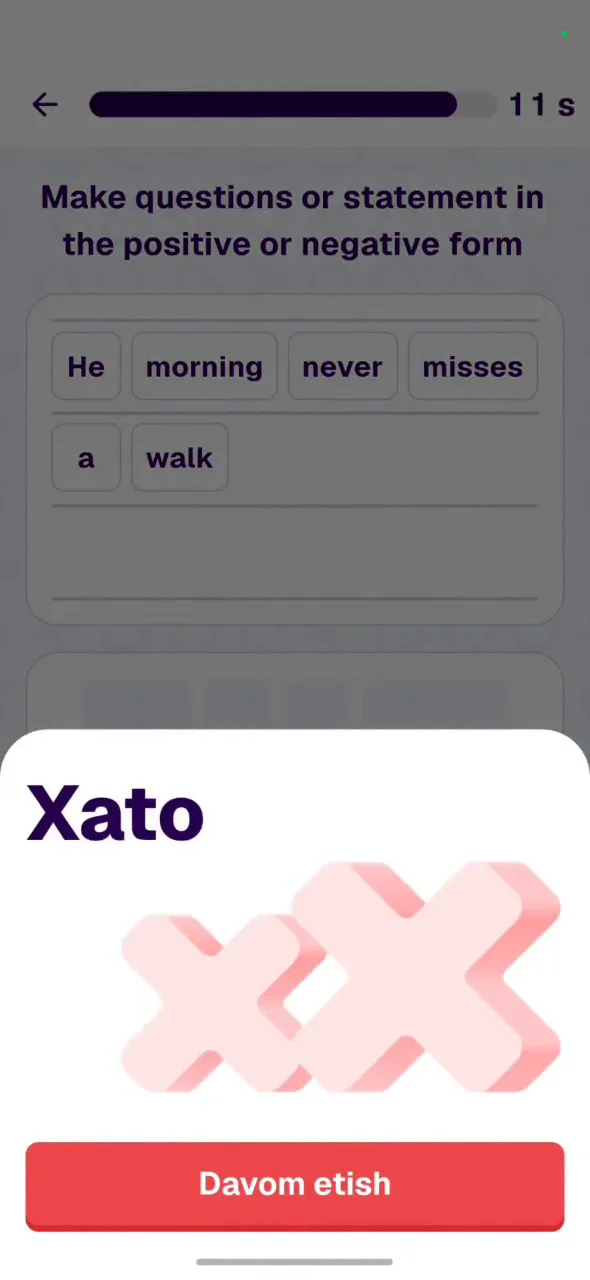 11 s
Make questions or statement in
the positive or negative form
He morning never misses
a walk
Xato
Davom etish